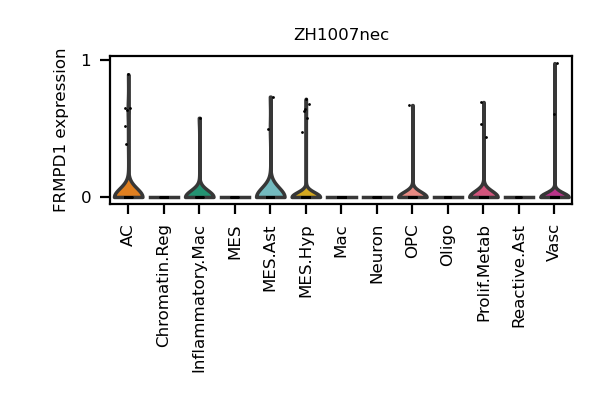 ZH1007nec
FRMPD1 expression
1
0
AC
Chromatin.Reg
Inflammatory.Mac
MES
MES.Ast
MES.Hyp
Mac
Neuron
OPC
Oligo
Prolif.Metab
Reactive.Ast
Vasc